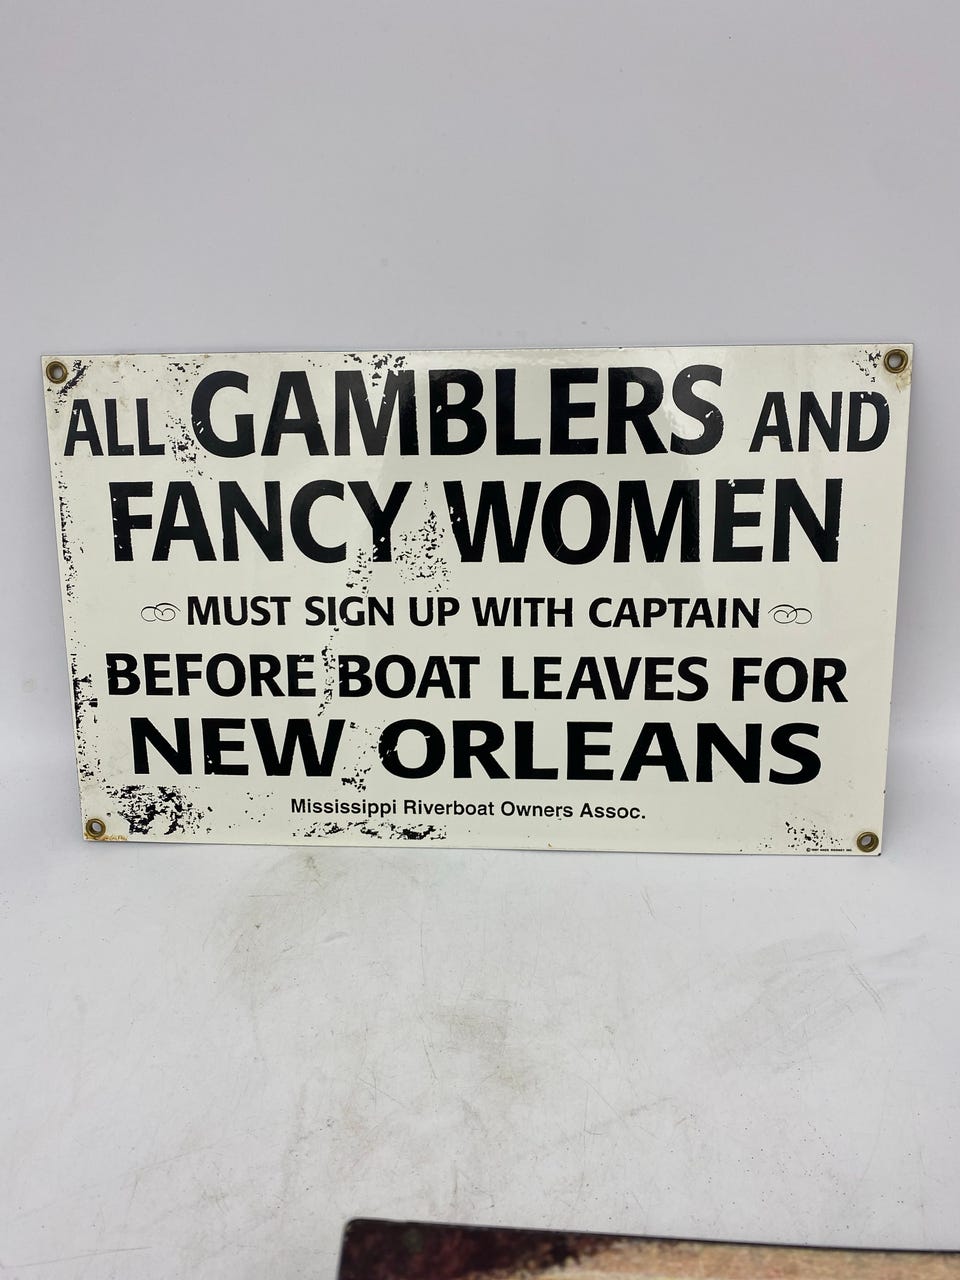 ALL GAMBLERS AND
FANCY WOMEN
MUST SIGN UP WITH CAPTAIN
BEFORE BOAT LEAVES FOR
NEW ORLEANS
Mississippi Riverboat Owners Assoc.